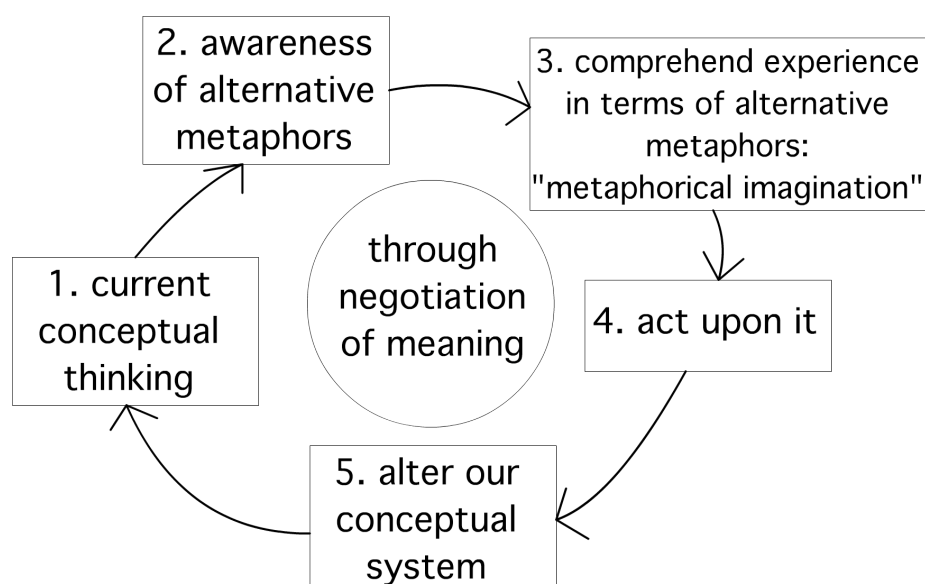 1. current
conceptual
thinking
2. awareness
of alternative
metaphors
3. comprehend experience
in terms of alternative
metaphors:
"metaphorical imagination"
4. act upon it
5. alter our
conceptual
system
through
negotiation
of meaning